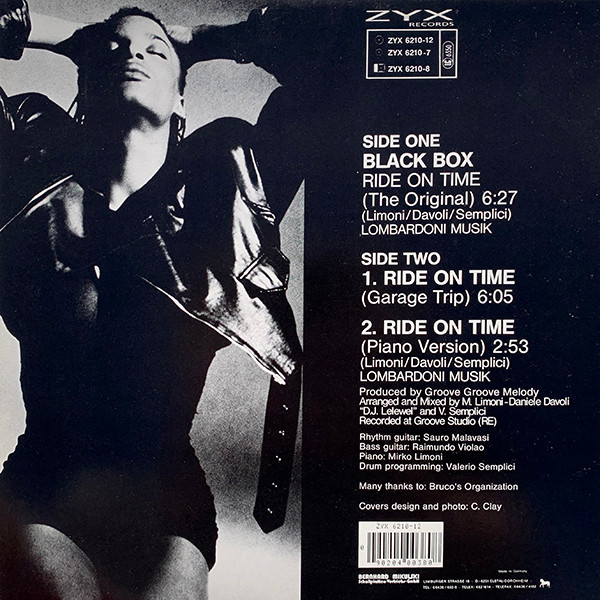 ZYX
RECORDS
ZYX 6210-12
ZYX 6210-7
ZYX 6210-8
SIDE ONE
BLACK BOX
RIDE ON TIME
(The Original) 6:27
(Limoni/Davoli/Semplici)
LOMBARDONI MUSIK
SIDE TWO
1. RIDE ON TIME
(Garage Trip) 6:05
2. RIDE ON TIME
(Piano Version) 2:53
(Limoni/Davoli/Semplici)
LOMBARDONI MUSIK
Produced by Groove Groove Melody
Arranged and Mixed by M. Limoni-Daniele Davoli
"D.J. Lelewel" and V. Semplici
Recorded at Groove Studio (RE)
Rhythm guitar: Sauro Malavasi
Bass guitar: Raimundo Violao
Piano: Mirko Limoni
Drum programming: Valerio Semplici
Many thanks to: Bruco's Organization
Covers design and photo: C. Clay
ZYX 6210-12
Made in Germany
BERNHARD MIKULSKI
Schallplatten-Vertriebs-GmbH